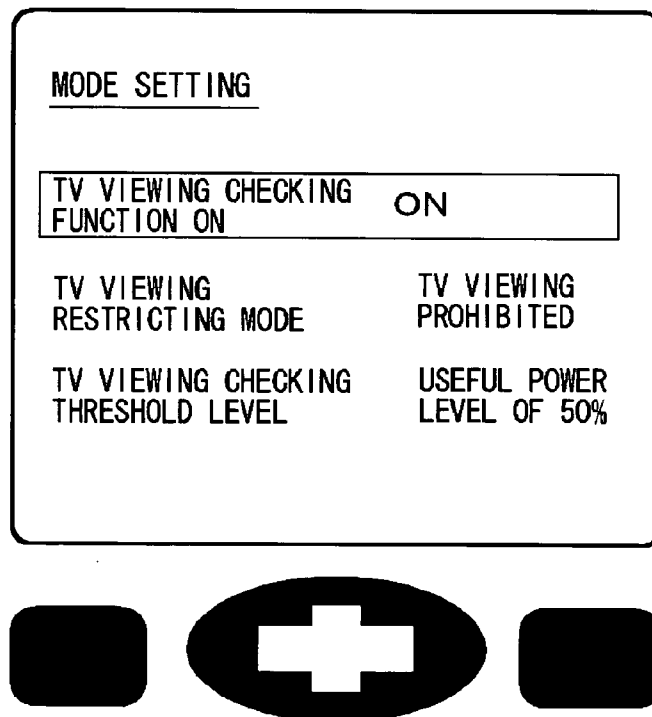 MODE SETTING
TV VIEWING CHECKING FUNCTION ON ON
TV VIEWING RESTRICTING MODE TV VIEWING PROHIBITED
TV VIEWING CHECKING THRESHOLD LEVEL USEFUL POWER LEVEL OF 50%